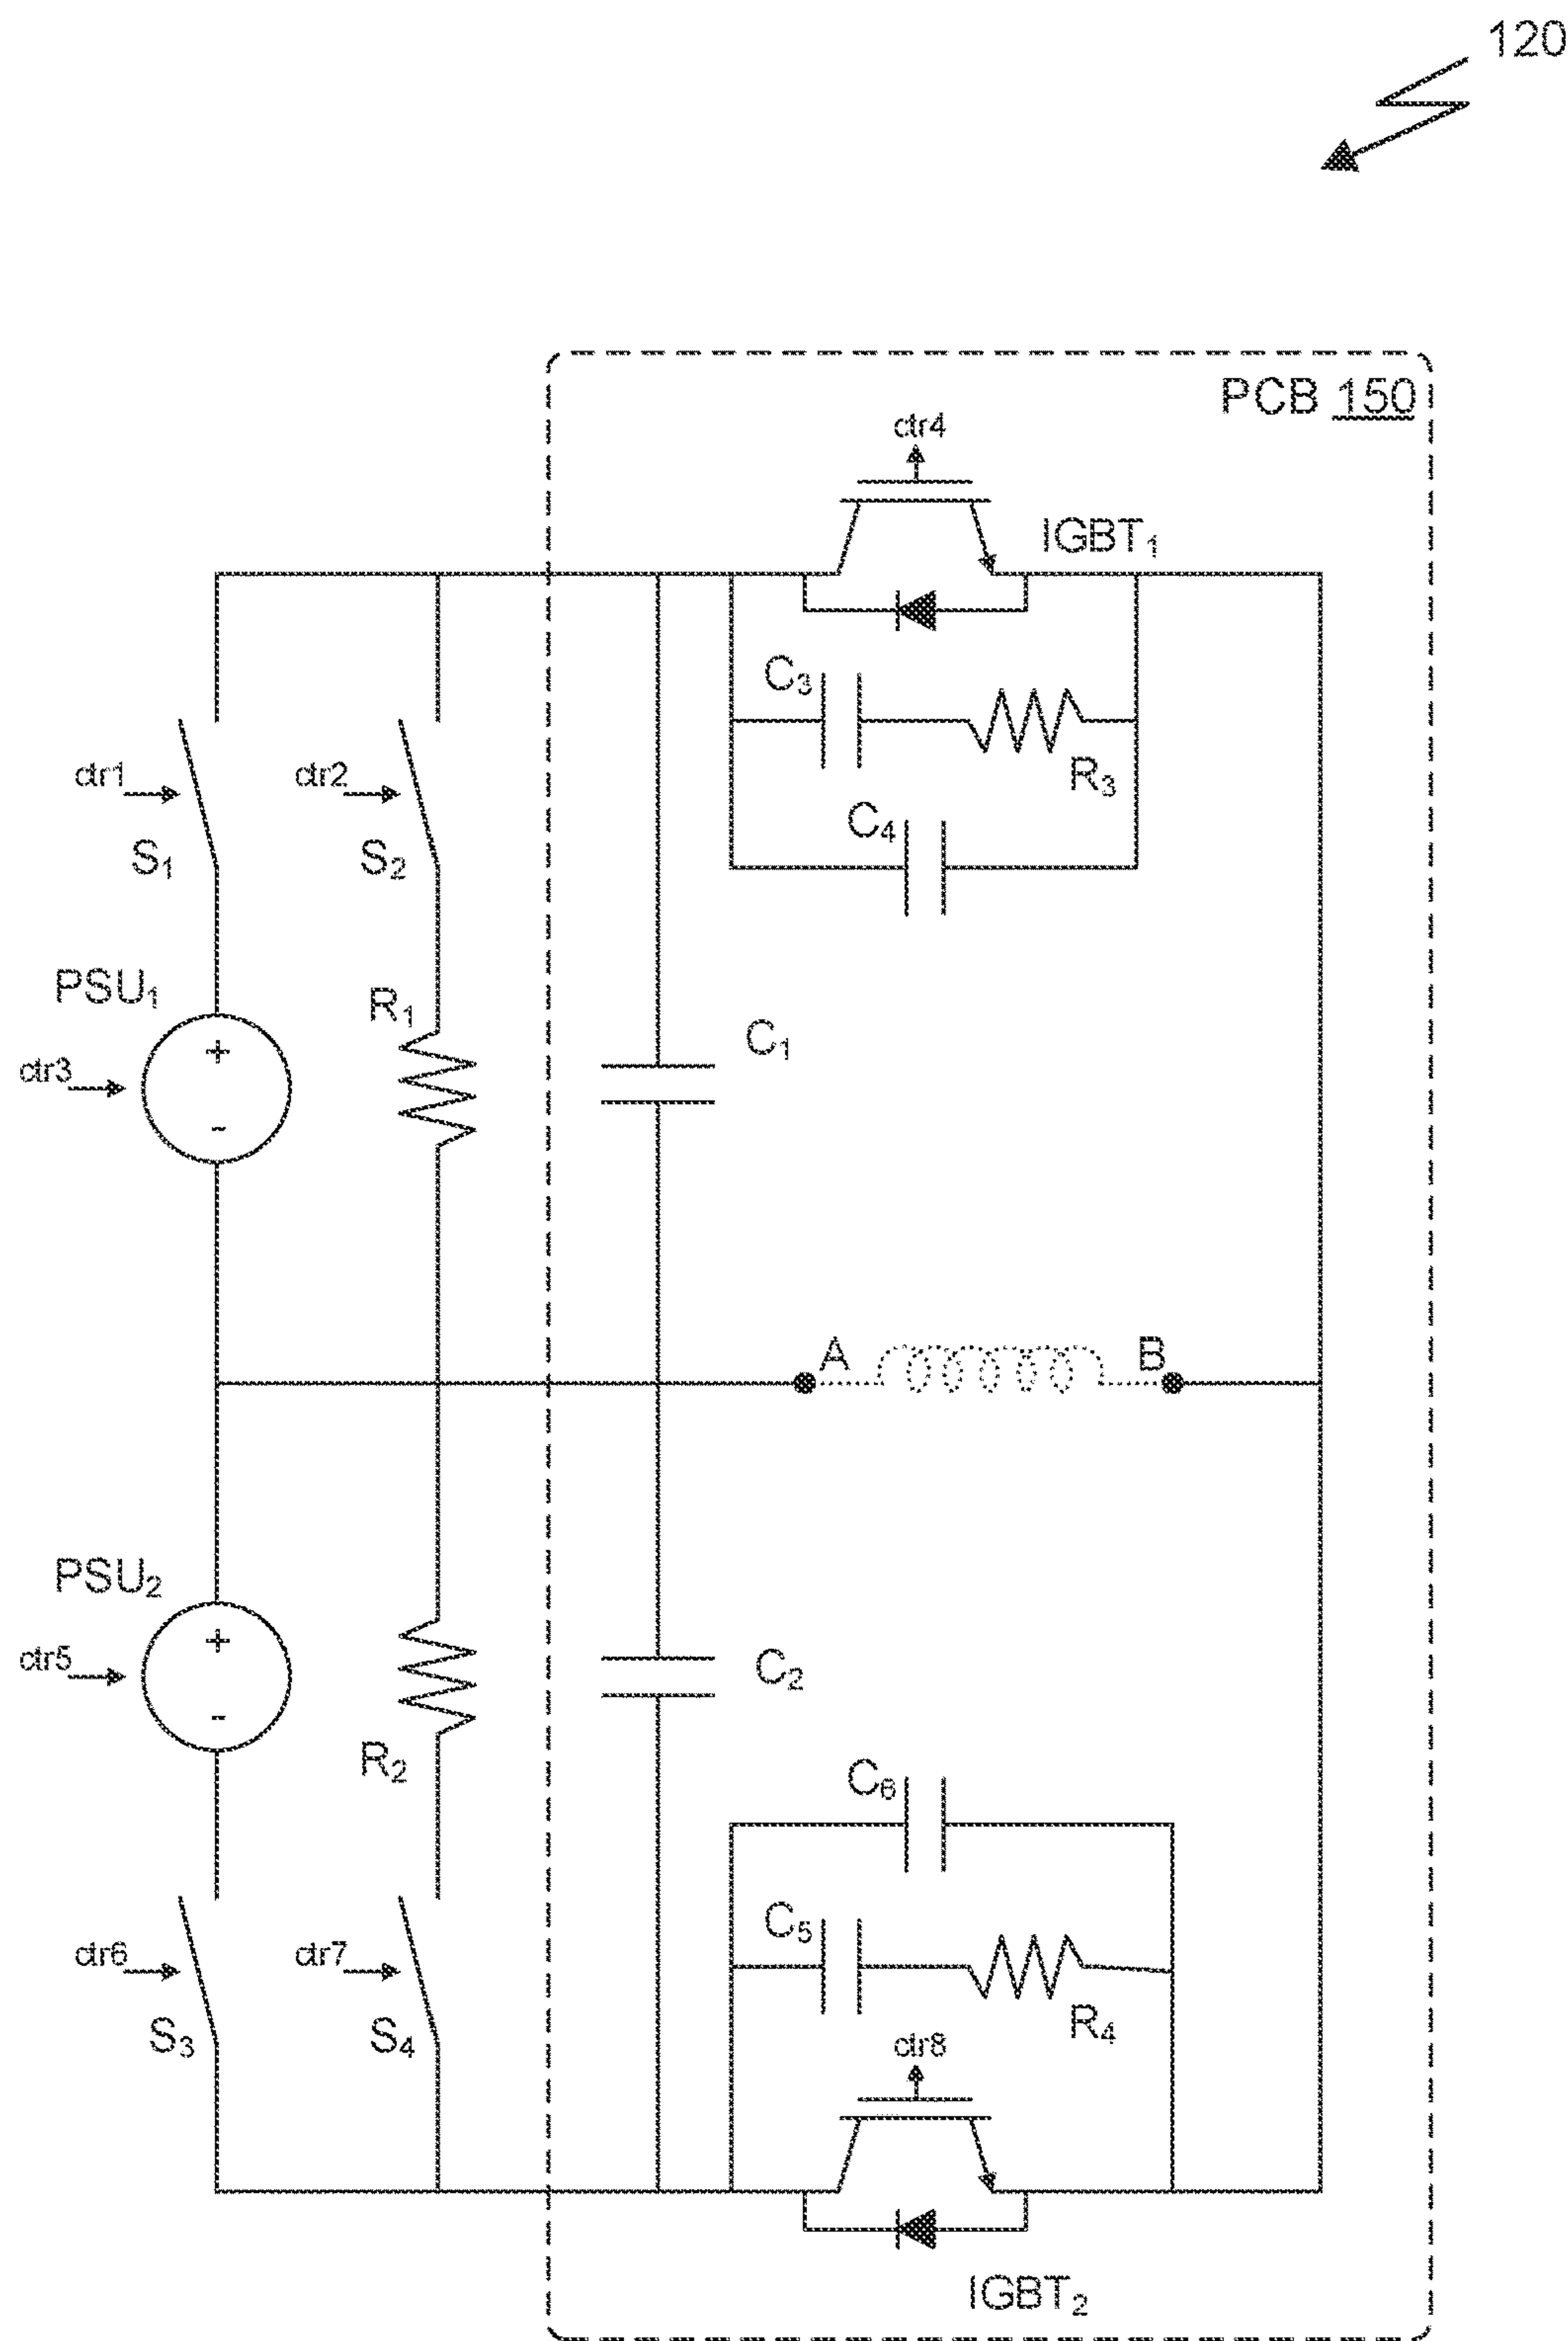 120
PCB 150
ctr4
IGBT₁
C₃
R₃
ctr1
ctr2
C₄
S₁
S₂
PSU₁
R₁
C₁
ctr3
+
-
A
B
PSU₂
C₂
+
ctr5
-
R₂
C₆
C₅
ctr6
ctr7
R₄
S₃
S₄
ctr8
IGBT₂